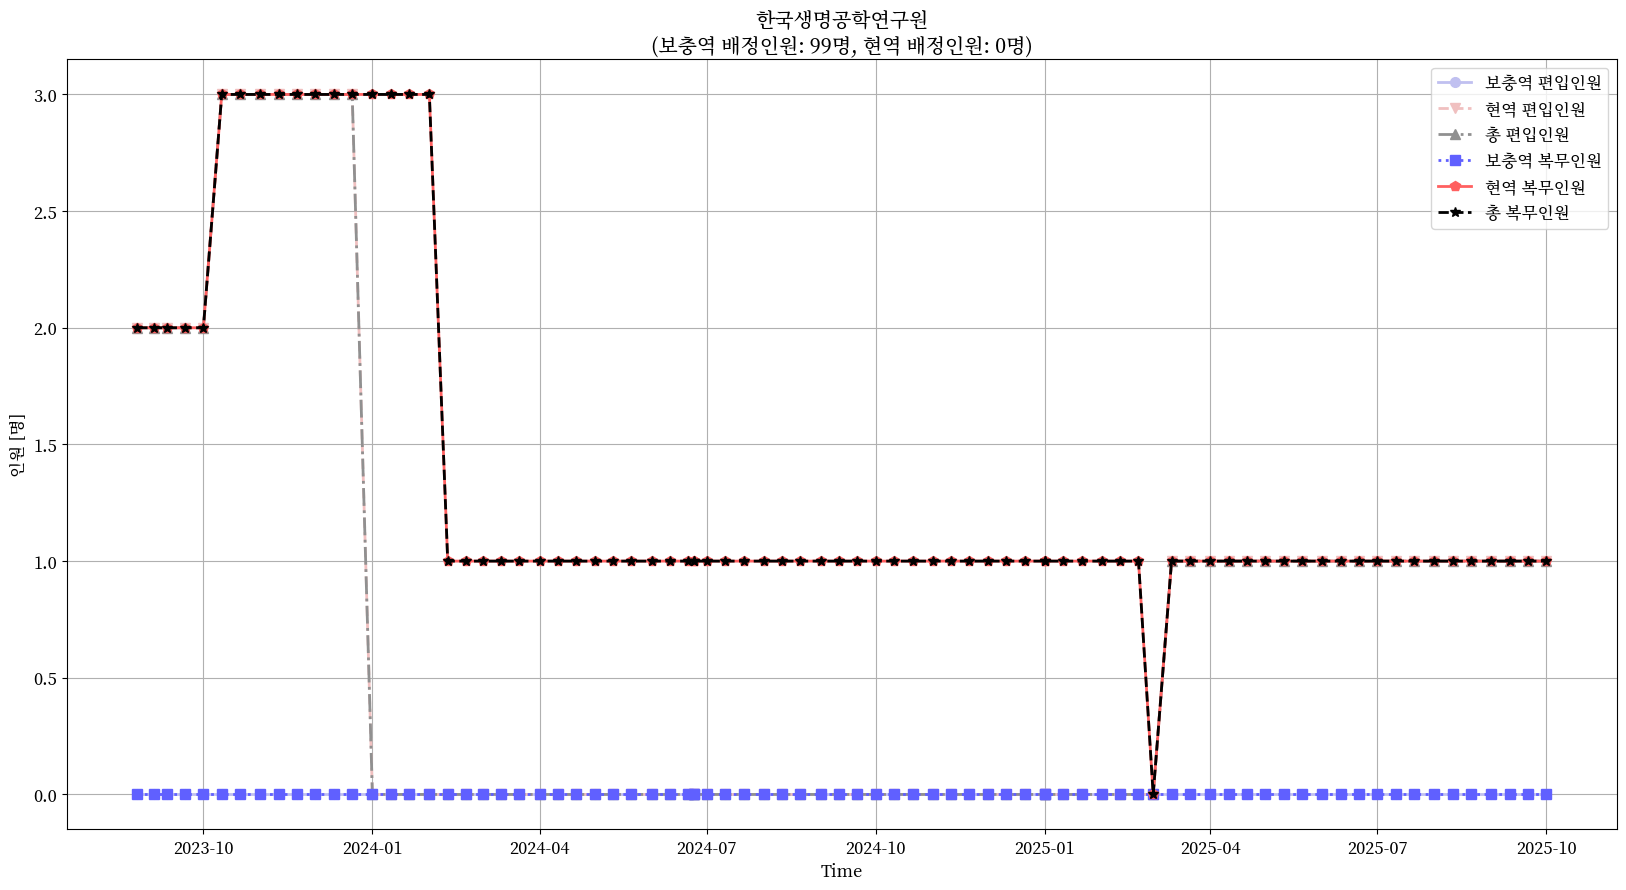 한국생명공학연구원
(보충역 배정인원: 99명, 현역 배정인원: 0명)
보충역 편입인원
현역 편입인원
총 편입인원
보충역 복무인원
현역 복무인원
총 복무인원
인원 [명]
3.0
2.5
2.0
1.5
1.0
0.5
0.0
2023-10
2024-01
2024-04
2024-07
2024-10
2025-01
2025-04
2025-07
2025-10
Time